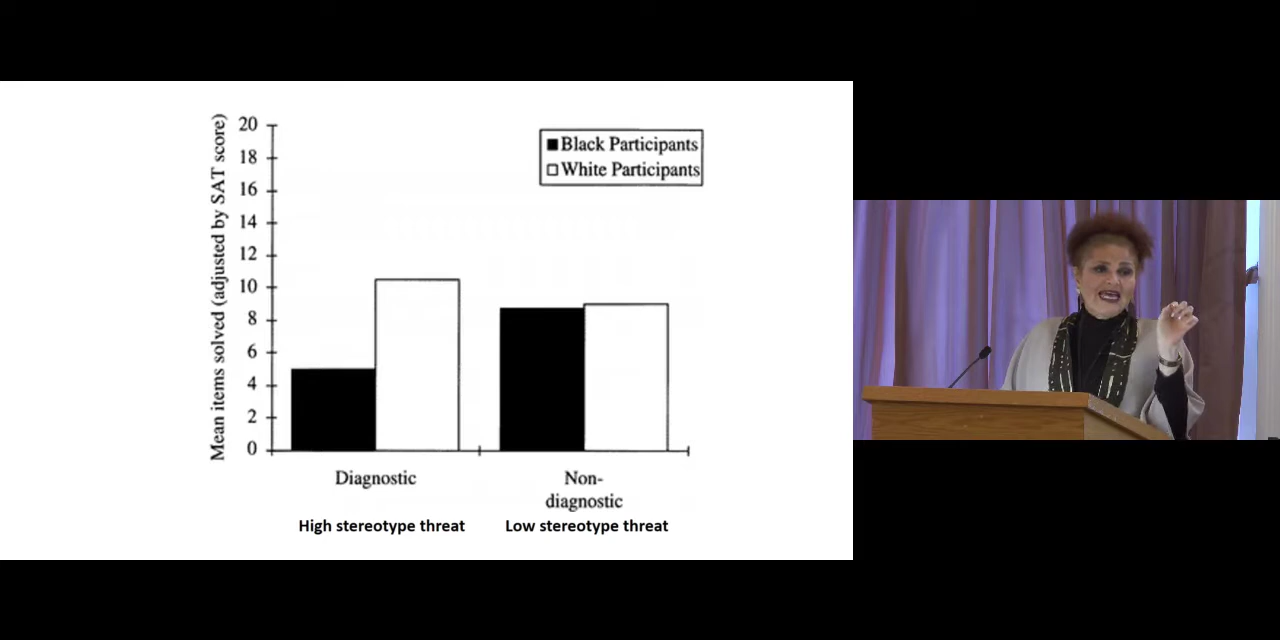 Mean items solved (adjusted by SAT score)
20
18
16
14
12
10
8
6
4
2
0
Black Participants
White Participants
Diagnostic
Non-
diagnostic
High stereotype threat
Low stereotype threat